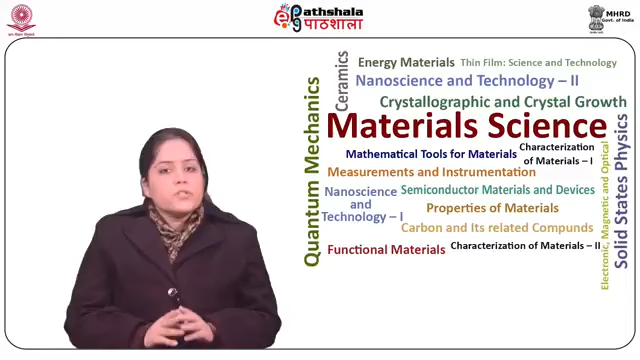 ePathshala
पाठशाला
MHRD
Govt. of India
Energy Materials
Thin Film: Science and Technology
Ceramics
Nanoscience and Technology – II
Crystallographic and Crystal Growth
Quantum Mechanics
Materials Science
Mathematical Tools for Materials
Characterization
of Materials – I
Measurements and Instrumentation
Nanoscience
and
Technology – I
Semiconductor Materials and Devices
Properties of Materials
Carbon and Its related Compunds
Functional Materials
Characterization of Materials – II
Electronic, Magnetic and Optical
Solid States Physics